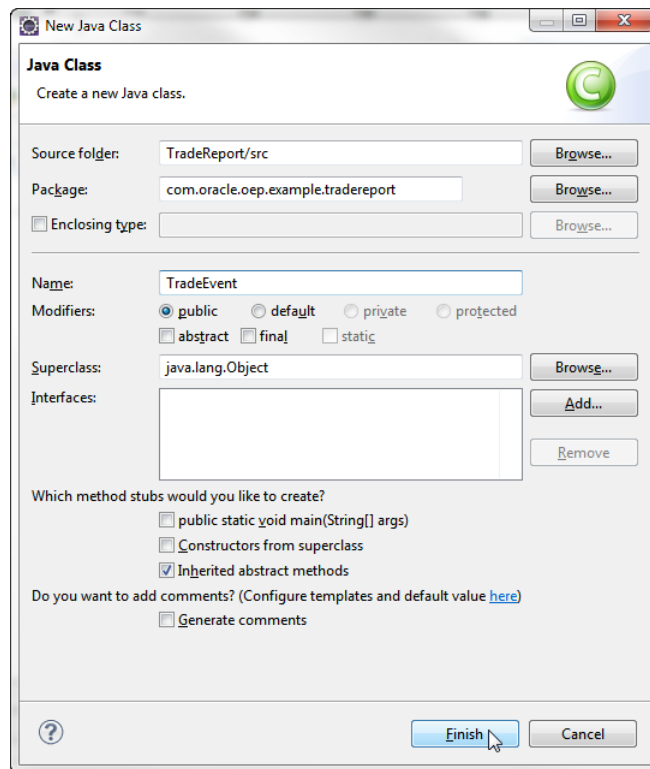 New Java Class
Java Class
Create a new Java class.
C
Source folder: TradeReport/src Browse...
Package: com.oracle.oep.example.tradereport Browse...
Enclosing type: Browse...
Name: TradeEvent
Modifiers: public default private protected
abstract final static
Superclass: java.lang.Object Browse...
Interfaces: Add...
Remove
Which method stubs would you like to create?
public static void main(String[] args)
Constructors from superclass
Inherited abstract methods
Do you want to add comments? (Configure templates and default value here)
Generate comments
? Finish Cancel